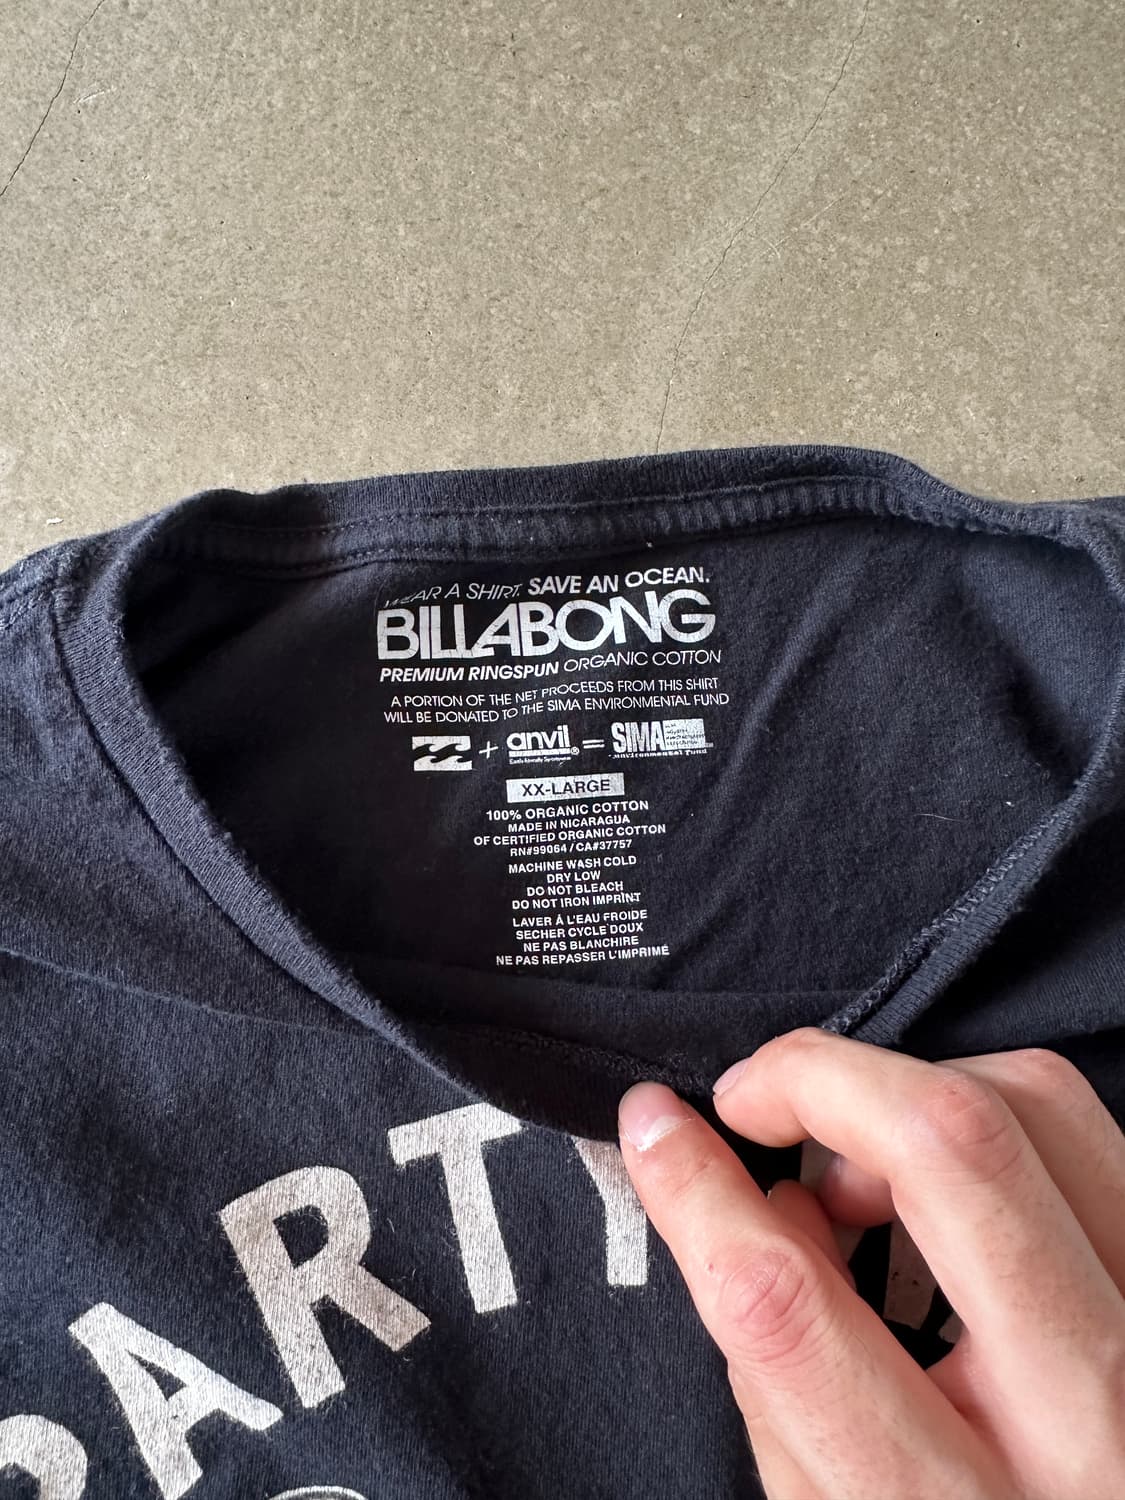 WEAR A SHIRT. SAVE AN OCEAN.
BILLABONG
PREMIUM RINGSPUN ORGANIC COTTON
A PORTION OF THE NET PROCEEDS FROM THIS SHIRT
WILL BE DONATED TO THE SIMA ENVIRONMENTAL FUND
+ anvil® = SIMA
Environmental Fund
XX-LARGE
100% ORGANIC COTTON
MADE IN NICARAGUA
OF CERTIFIED ORGANIC COTTON
RN#99064 / CA#37757
MACHINE WASH COLD
DRY LOW
DO NOT BLEACH
DO NOT IRON IMPRINT
LAVER Á L'EAU FROIDE
SECHER CYCLE DOUX
NE PAS BLANCHIRE
NE PAS REPASSER L'IMPRIMÉ
PARTY